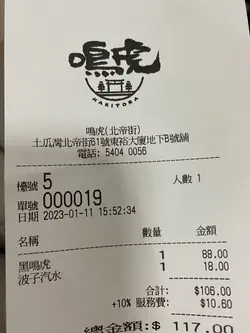 鳴虎
NAKITORA
鳴虎(北帝街)
土瓜灣北帝街61號東裕大廈地下B號舖
電話: 5404 0056
檯號 5 人數 1
單號 000019
日期 2023-01-11 15:52:34
名稱 數量 金額
黑鳴虎 1 88.00
波子汽水 1 18.00
合計: $106.00
+10% 服務費: $10.60
總金額:$ 117.00